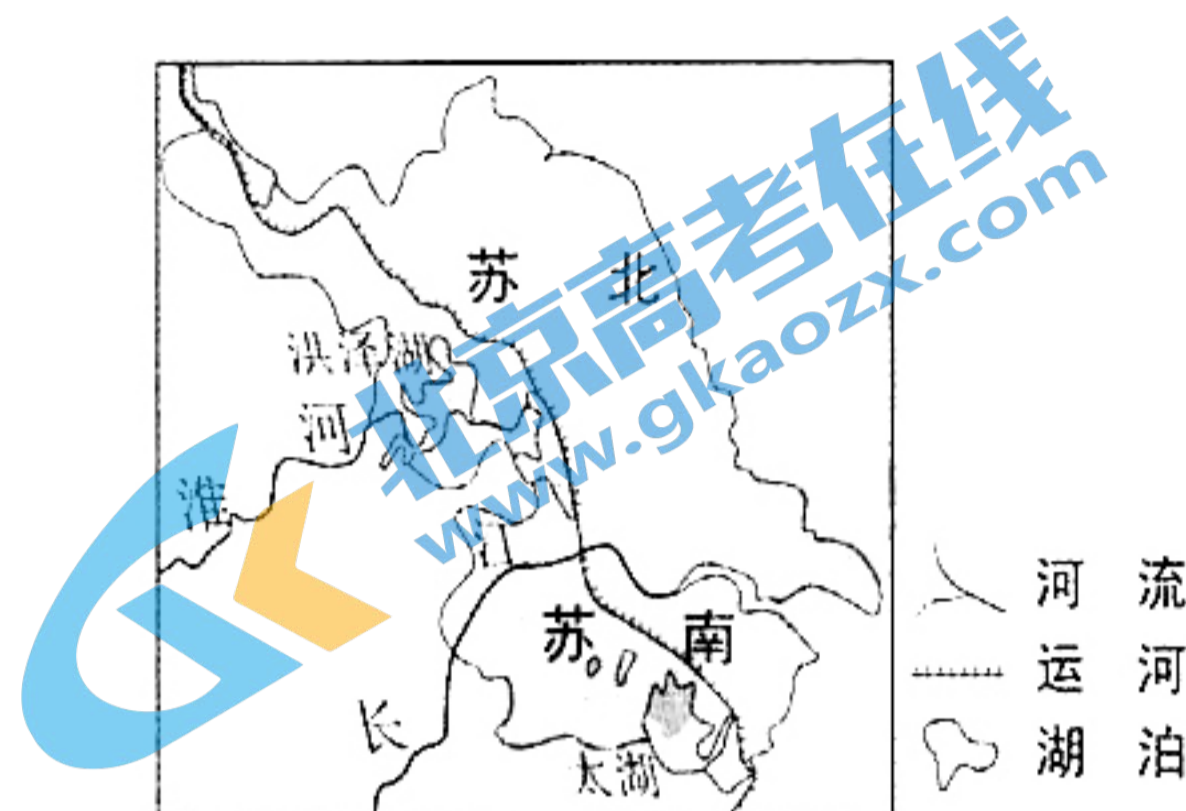 苏 北
洪泽湖
淮河
长江
苏 南
太湖
河 流
运 河
湖 泊
北京高考在线
www.gkaozx.com